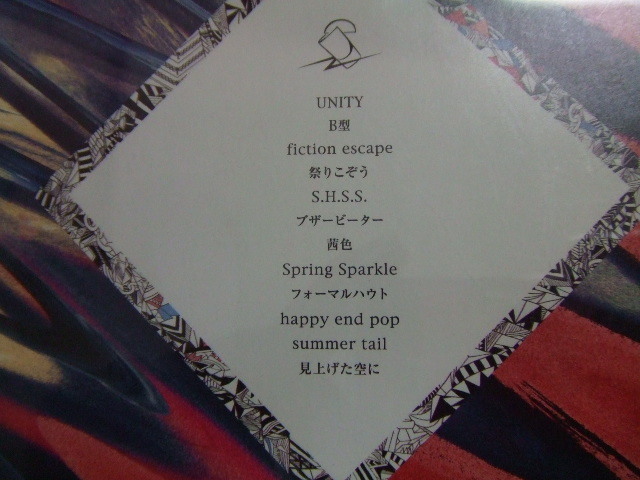 UNITY
B型
fiction escape
祭りこぞう
S.H.S.S.
ブザービーター
茜色
Spring Sparkle
フォーマルハウト
happy end pop
summer tail
見上げた空に